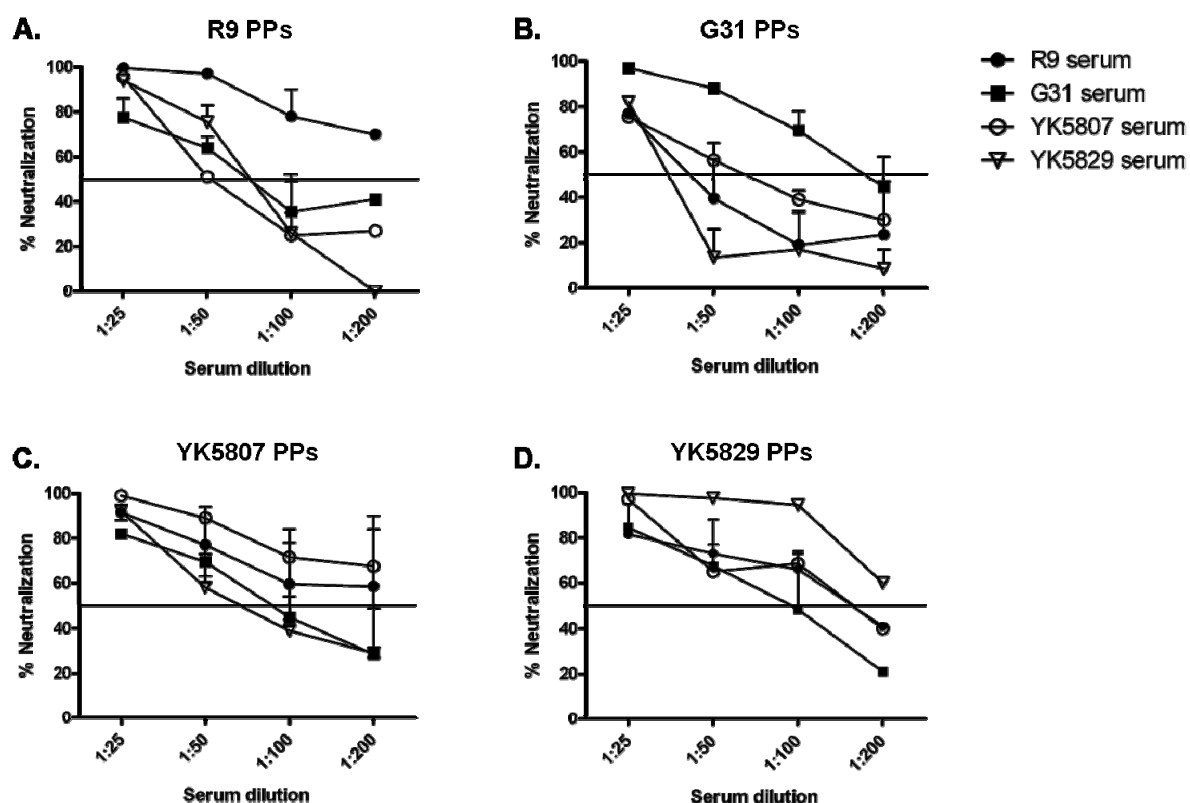 A.
R9 PPs
% Neutralization
100
80
60
40
20
0
1:25
1:50
1:100
1:200
Serum dilution
B.
G31 PPs
% Neutralization
100
80
60
40
20
0
1:25
1:50
1:100
1:200
Serum dilution
R9 serum
G31 serum
YK5807 serum
YK5829 serum
C.
YK5807 PPs
% Neutralization
100
80
60
40
20
0
1:25
1:50
1:100
1:200
Serum dilution
D.
YK5829 PPs
% Neutralization
100
80
60
40
20
0
1:25
1:50
1:100
1:200
Serum dilution